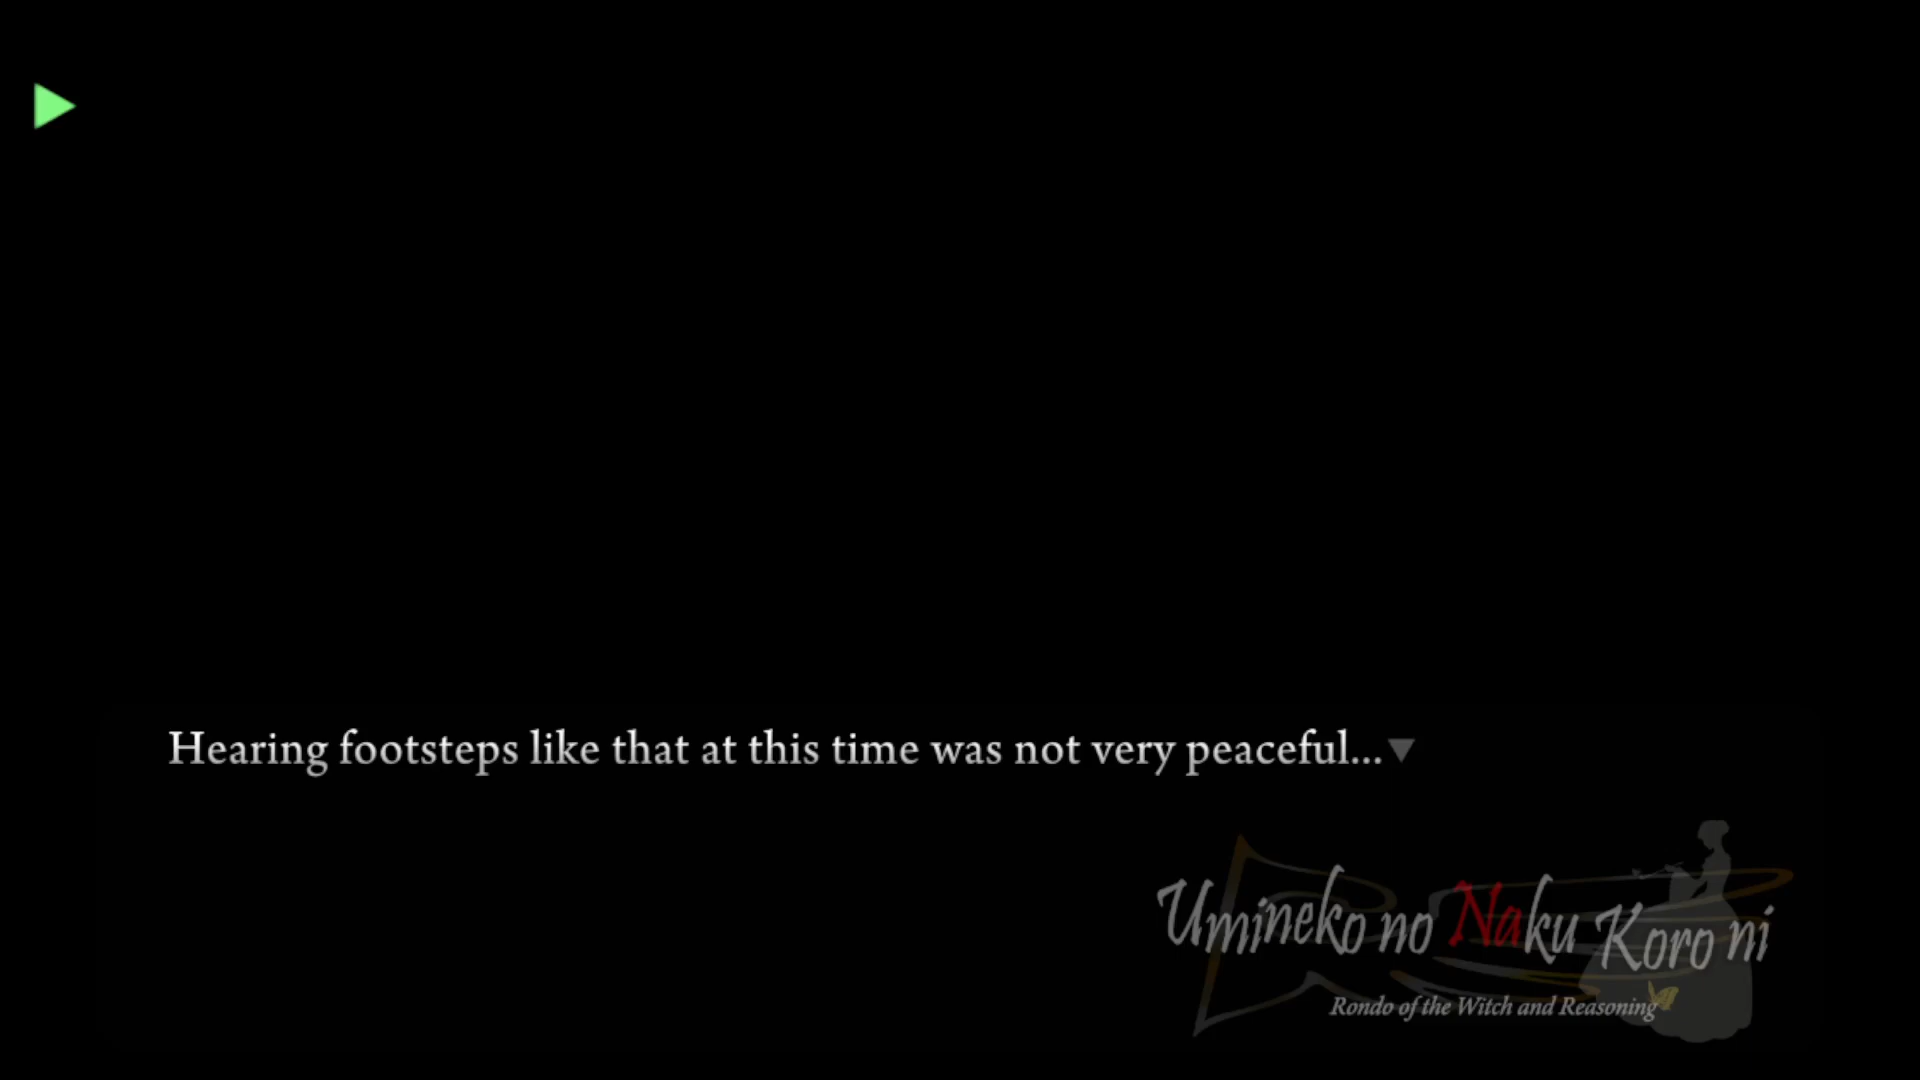 Hearing footsteps like that at this time was not very peaceful...
Umineko no Naku Koro ni
Rondo of the Witch and Reasoning